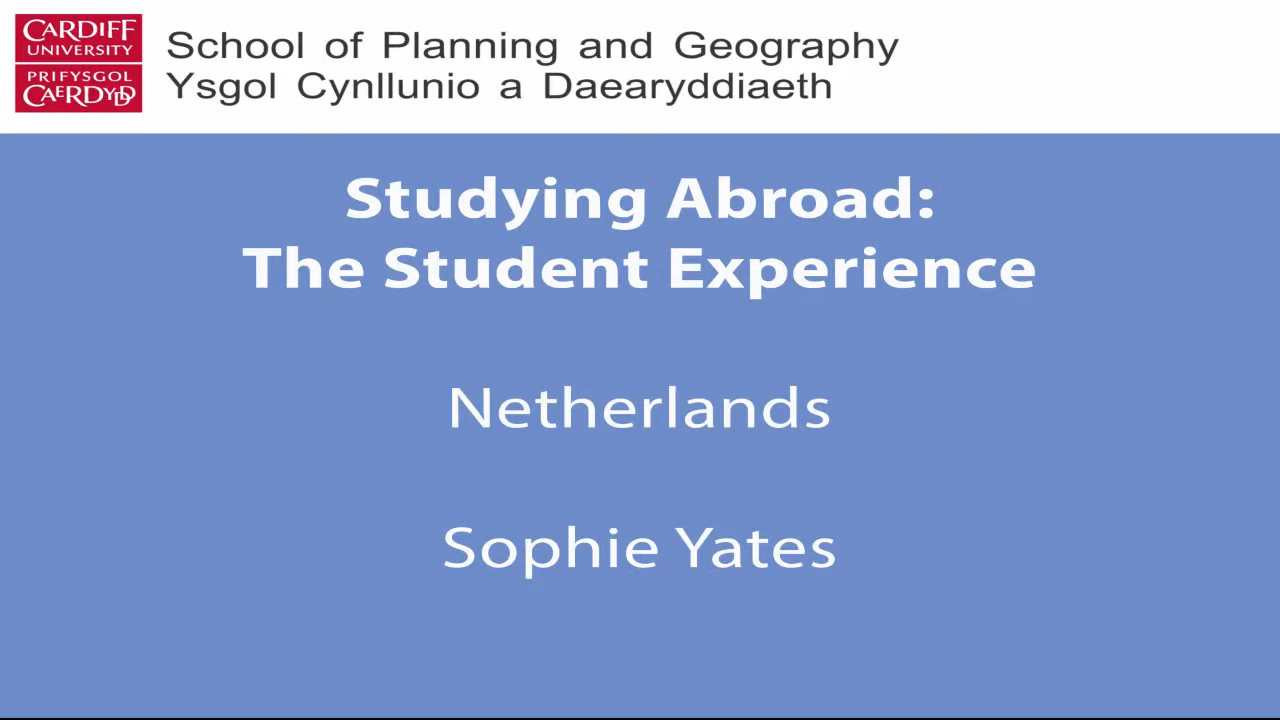 CARDIFF
UNIVERSITY
PRIFYSGOL
CAERDYDD
School of Planning and Geography
Ysgol Cynllunio a Daearyddiaeth
Studying Abroad:
The Student Experience
Netherlands
Sophie Yates